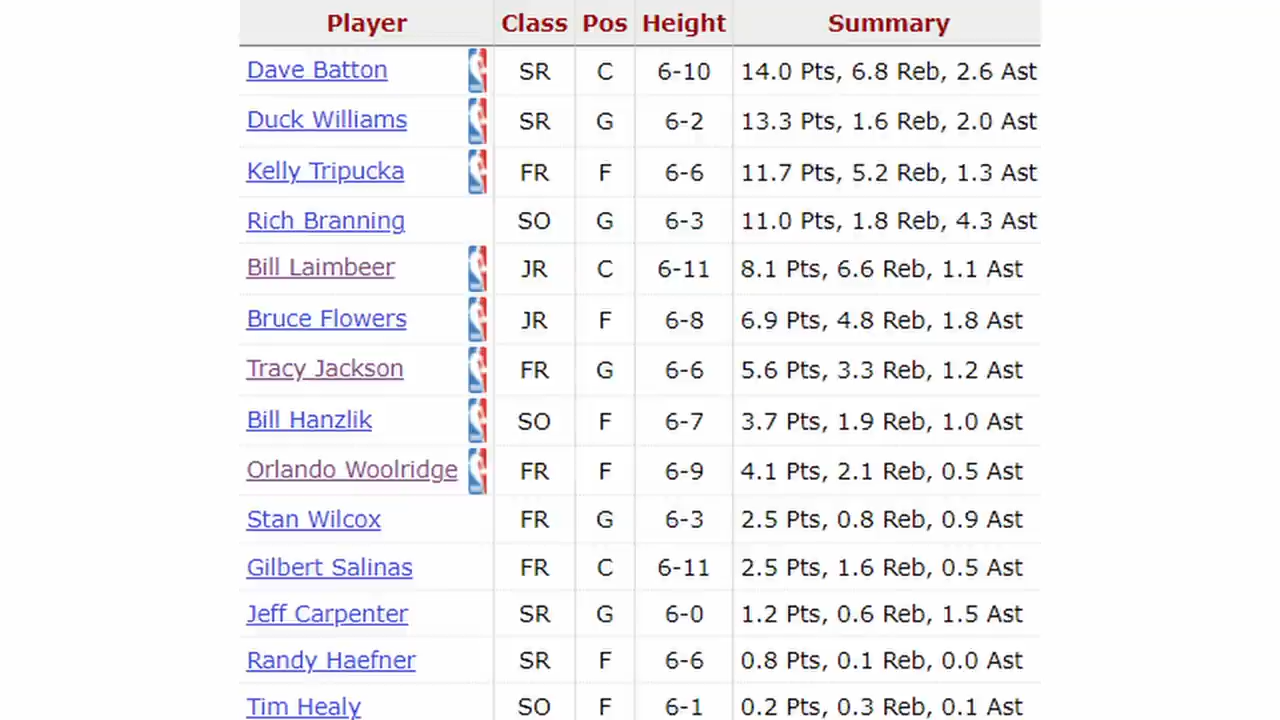 Player Class Pos Height Summary
Dave Batton SR C 6-10 14.0 Pts, 6.8 Reb, 2.6 Ast
Duck Williams SR G 6-2 13.3 Pts, 1.6 Reb, 2.0 Ast
Kelly Tripucka FR F 6-6 11.7 Pts, 5.2 Reb, 1.3 Ast
Rich Branning SO G 6-3 11.0 Pts, 1.8 Reb, 4.3 Ast
Bill Laimbeer JR C 6-11 8.1 Pts, 6.6 Reb, 1.1 Ast
Bruce Flowers JR F 6-8 6.9 Pts, 4.8 Reb, 1.8 Ast
Tracy Jackson FR G 6-6 5.6 Pts, 3.3 Reb, 1.2 Ast
Bill Hanzlik SO F 6-7 3.7 Pts, 1.9 Reb, 1.0 Ast
Orlando Woolridge FR F 6-9 4.1 Pts, 2.1 Reb, 0.5 Ast
Stan Wilcox FR G 6-3 2.5 Pts, 0.8 Reb, 0.9 Ast
Gilbert Salinas FR C 6-11 2.5 Pts, 1.6 Reb, 0.5 Ast
Jeff Carpenter SR G 6-0 1.2 Pts, 0.6 Reb, 1.5 Ast
Randy Haefner SR F 6-6 0.8 Pts, 0.1 Reb, 0.0 Ast
Tim Healy SO F 6-1 0.2 Pts, 0.3 Reb, 0.1 Ast